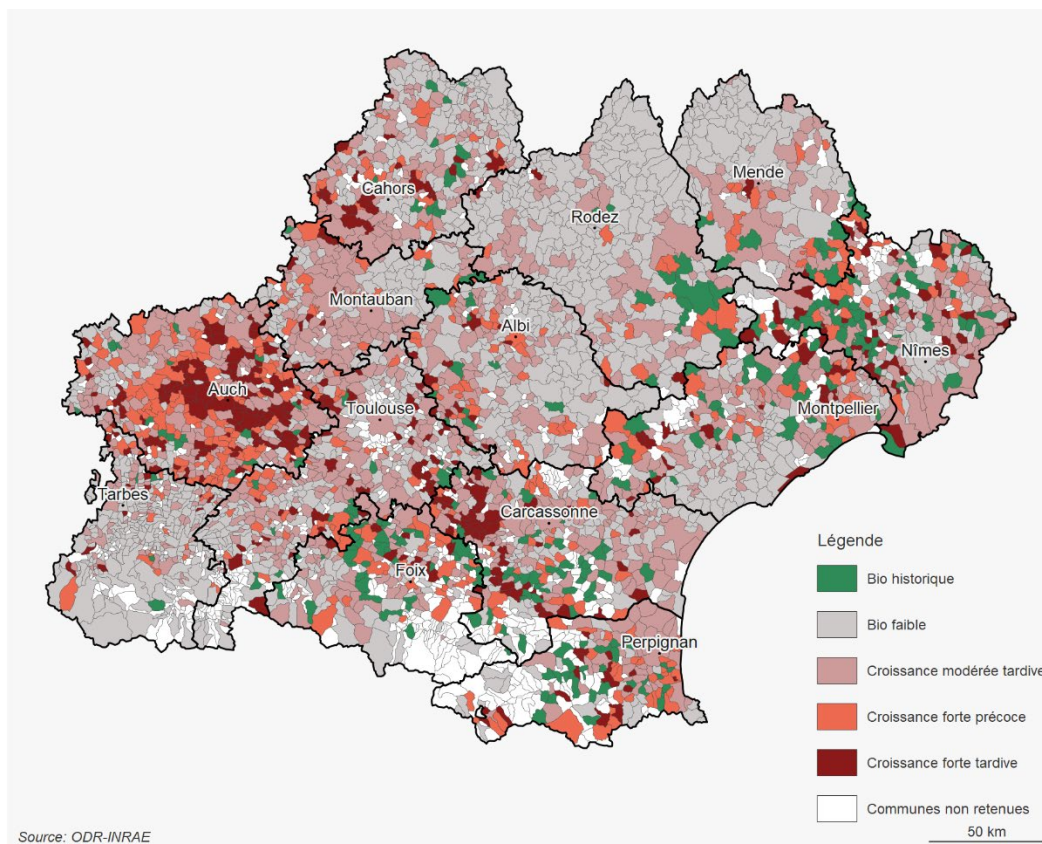 Mende
Cahors
Rodez
Montauban
Albi
Nîmes
Auch
Toulouse
Montpellier
Tarbes
Carcassonne
Foix
Perpignan
Légende
Bio historique
Bio faible
Croissance modérée tardive
Croissance forte précoce
Croissance forte tardive
Communes non retenues
50 km
Source: ODR-INRAE